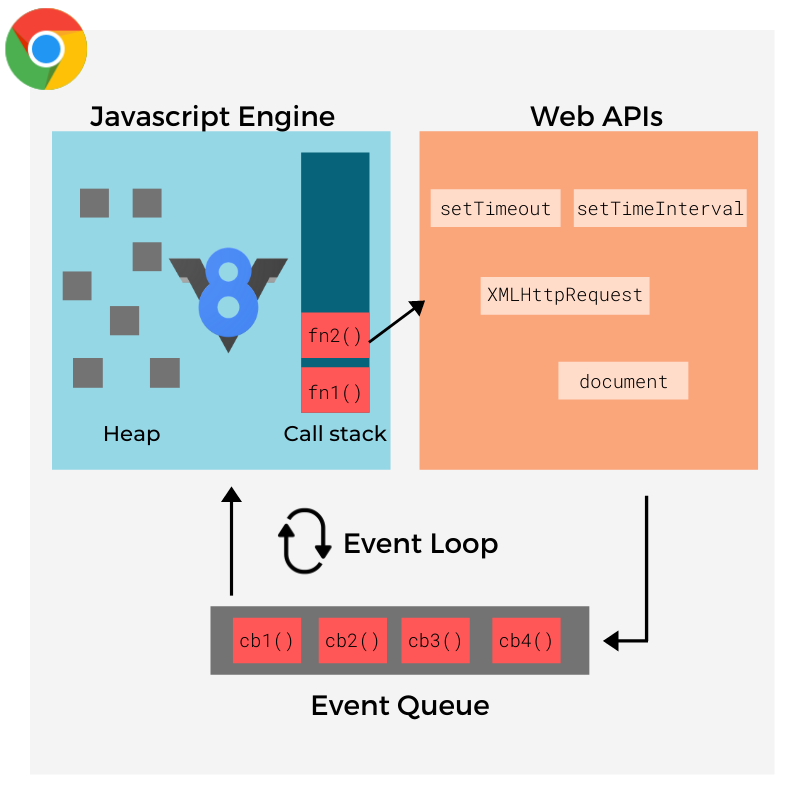 Javascript Engine
Web APIs
setTimeout
setTimeInterval
XMLHttpRequest
document
8
fn2()
fn1()
Heap
Call stack
Event Loop
cb1()
cb2()
cb3()
cb4()
Event Queue